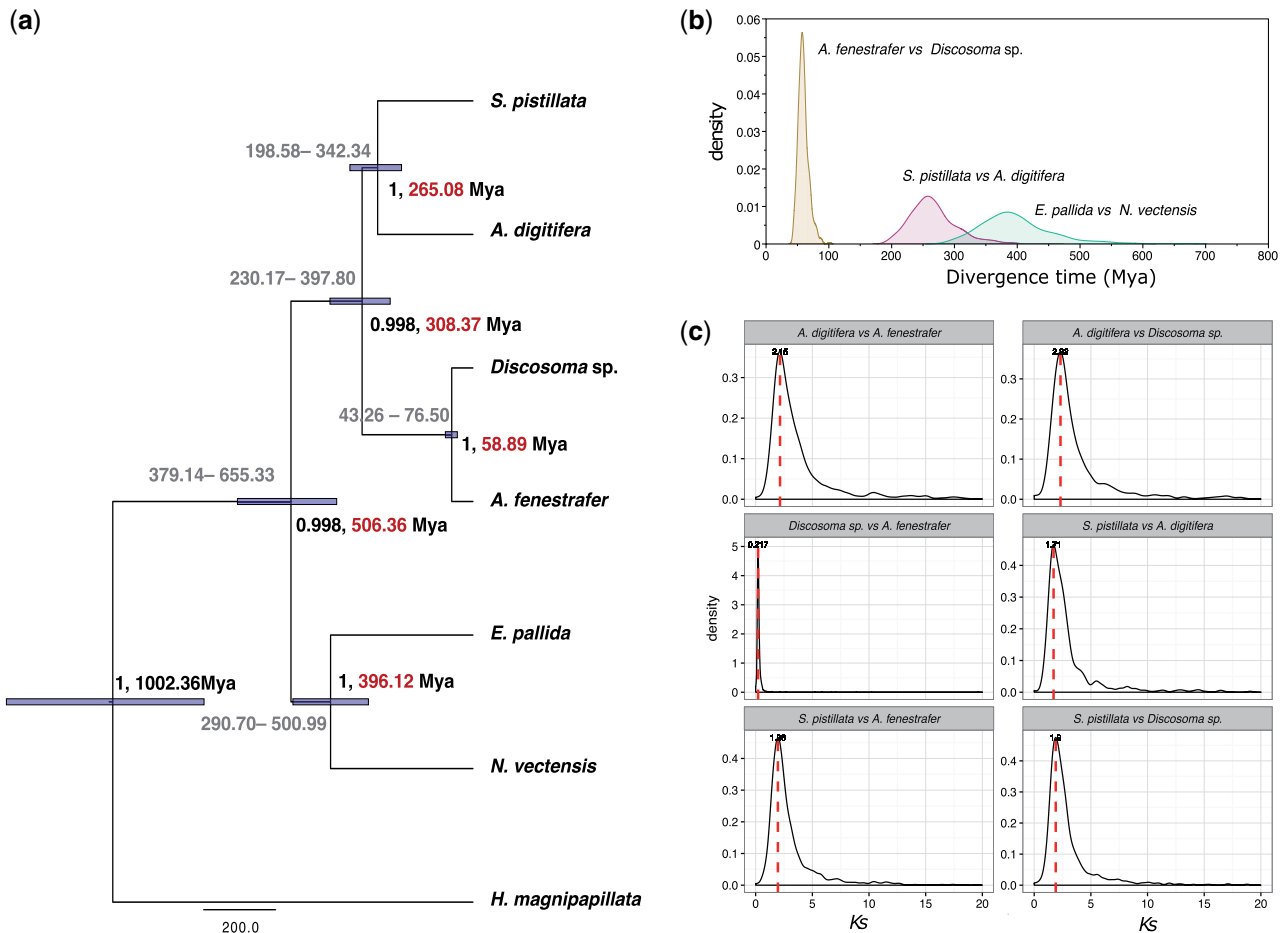 (a)
S. pistillata
198.58– 342.34
1, 265.08 Mya
A. digitifera
230.17– 397.80
0.998, 308.37 Mya
Discosoma sp.
43.26 – 76.50
1, 58.89 Mya
379.14– 655.33
A. fenestrafer
0.998, 506.36 Mya
E. pallida
1, 1002.36Mya
1, 396.12 Mya
290.70– 500.99
N. vectensis
H. magnipapillata
200.0
(b)
0.06
0.05
0.04
0.03
0.02
0.01
0
density
A. fenestrafer vs Discosoma sp.
S. pistillata vs A. digitifera
E. pallida vs N. vectensis
0 100 200 300 400 500 600 700 800
Divergence time (Mya)
(c)
A. digitifera vs A. fenestrafer
2.15
0.3
0.2
0.1
0.0
A. digitifera vs Discosoma sp.
0.3
0.2
0.1
0.0
Discosoma sp. vs A. fenestrafer
0.217
5
4
3
2
1
0
density
S. pistillata vs A. digitifera
1.71
0.4
0.3
0.2
0.1
0.0
S. pistillata vs A. fenestrafer
0.4
0.3
0.2
0.1
0.0
0 5 10 15 20
Ks
S. pistillata vs Discosoma sp.
1.9
0.4
0.3
0.2
0.1
0.0
0 5 10 15 20
Ks